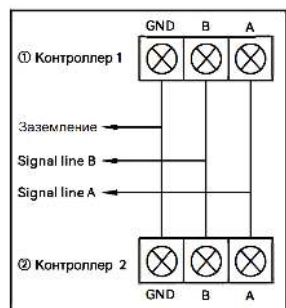 GND B A
① Контроллер 1
Заземление
Signal line B
Signal line A
② Контроллер 2
GND B A